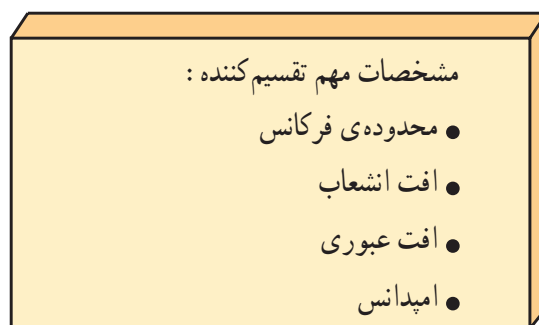 مشخصات مهم تقسیم‌کننده :
● محدوده‌ی فرکانس
● افت انشعاب
● افت عبوری
● امپدانس